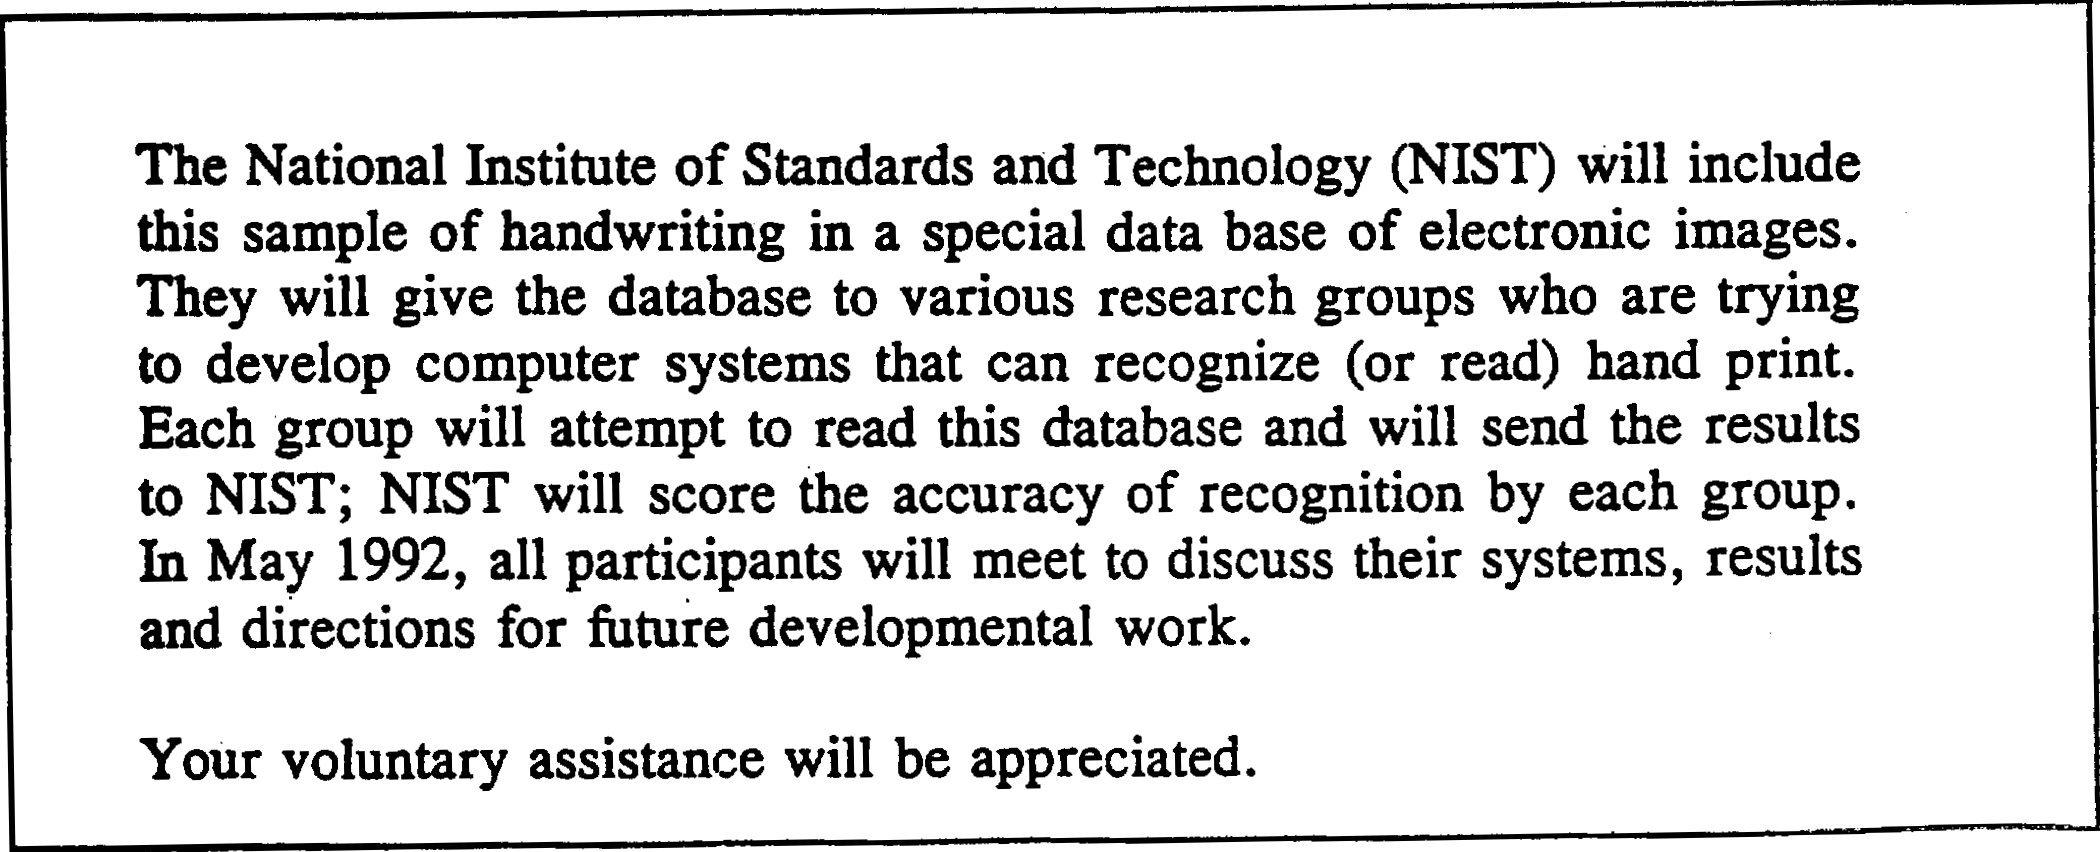 The National Institute of Standards and Technology (NIST) will include
this sample of handwriting in a special data base of electronic images.
They will give the database to various research groups who are trying
to develop computer systems that can recognize (or read) hand print.
Each group will attempt to read this database and will send the results
to NIST; NIST will score the accuracy of recognition by each group.
In May 1992, all participants will meet to discuss their systems, results
and directions for future developmental work.
Your voluntary assistance will be appreciated.